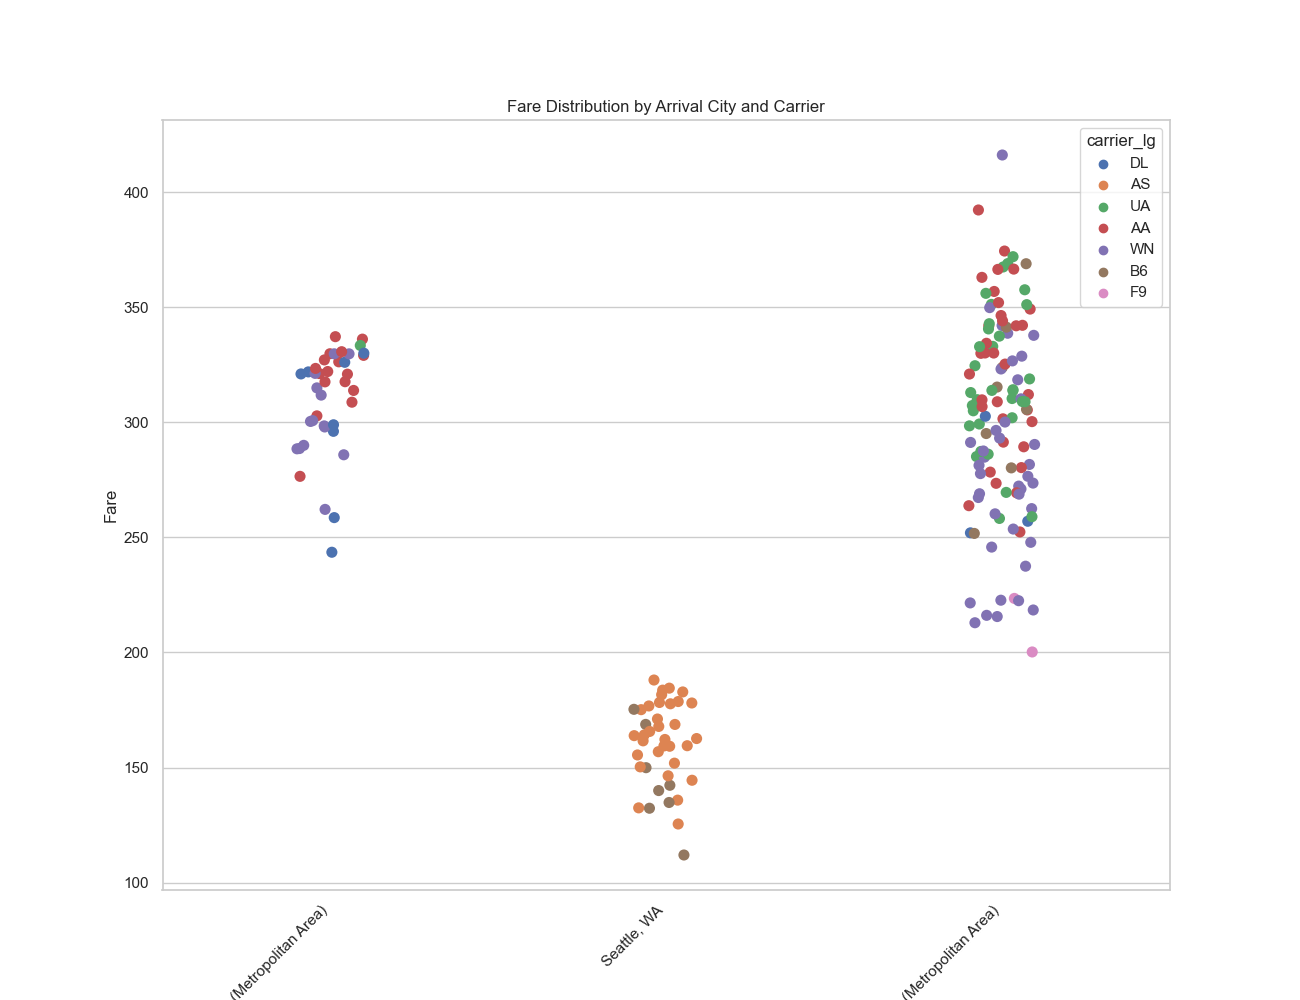 Fare Distribution by Arrival City and Carrier
carrier_lg
DL
AS
UA
AA
WN
B6
F9
400
350
300
250
200
150
100
Fare
(Metropolitan Area)
Seattle, WA
(Metropolitan Area)